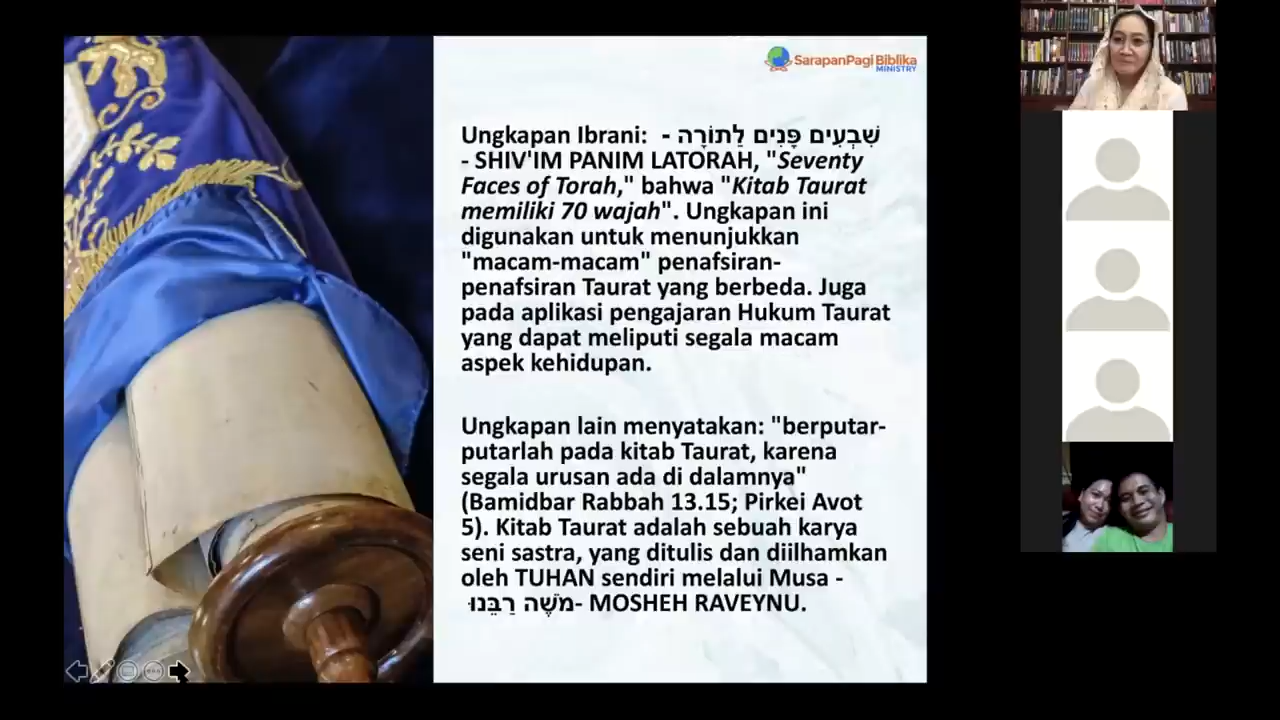 SarapanPagi Biblika
MINISTRY
Ungkapan Ibrani:  - שִׁבְעִים פָּנִים לַתּוֹרָה
- SHIV'IM PANIM LATORAH, "Seventy
Faces of Torah," bahwa "Kitab Taurat
memiliki 70 wajah". Ungkapan ini
digunakan untuk menunjukkan
"macam-macam" penafsiran-
penafsiran Taurat yang berbeda. Juga
pada aplikasi pengajaran Hukum Taurat
yang dapat meliputi segala macam
aspek kehidupan.
Ungkapan lain menyatakan: "berputar-
putarlah pada kitab Taurat, karena
segala urusan ada di dalamnya"
(Bamidbar Rabbah 13.15; Pirkei Avot
5). Kitab Taurat adalah sebuah karya
seni sastra, yang ditulis dan diilhamkan
oleh TUHAN sendiri melalui Musa -
מֹשֶׁה רַבֵּנוּ- MOSHEH RAVEYNU.